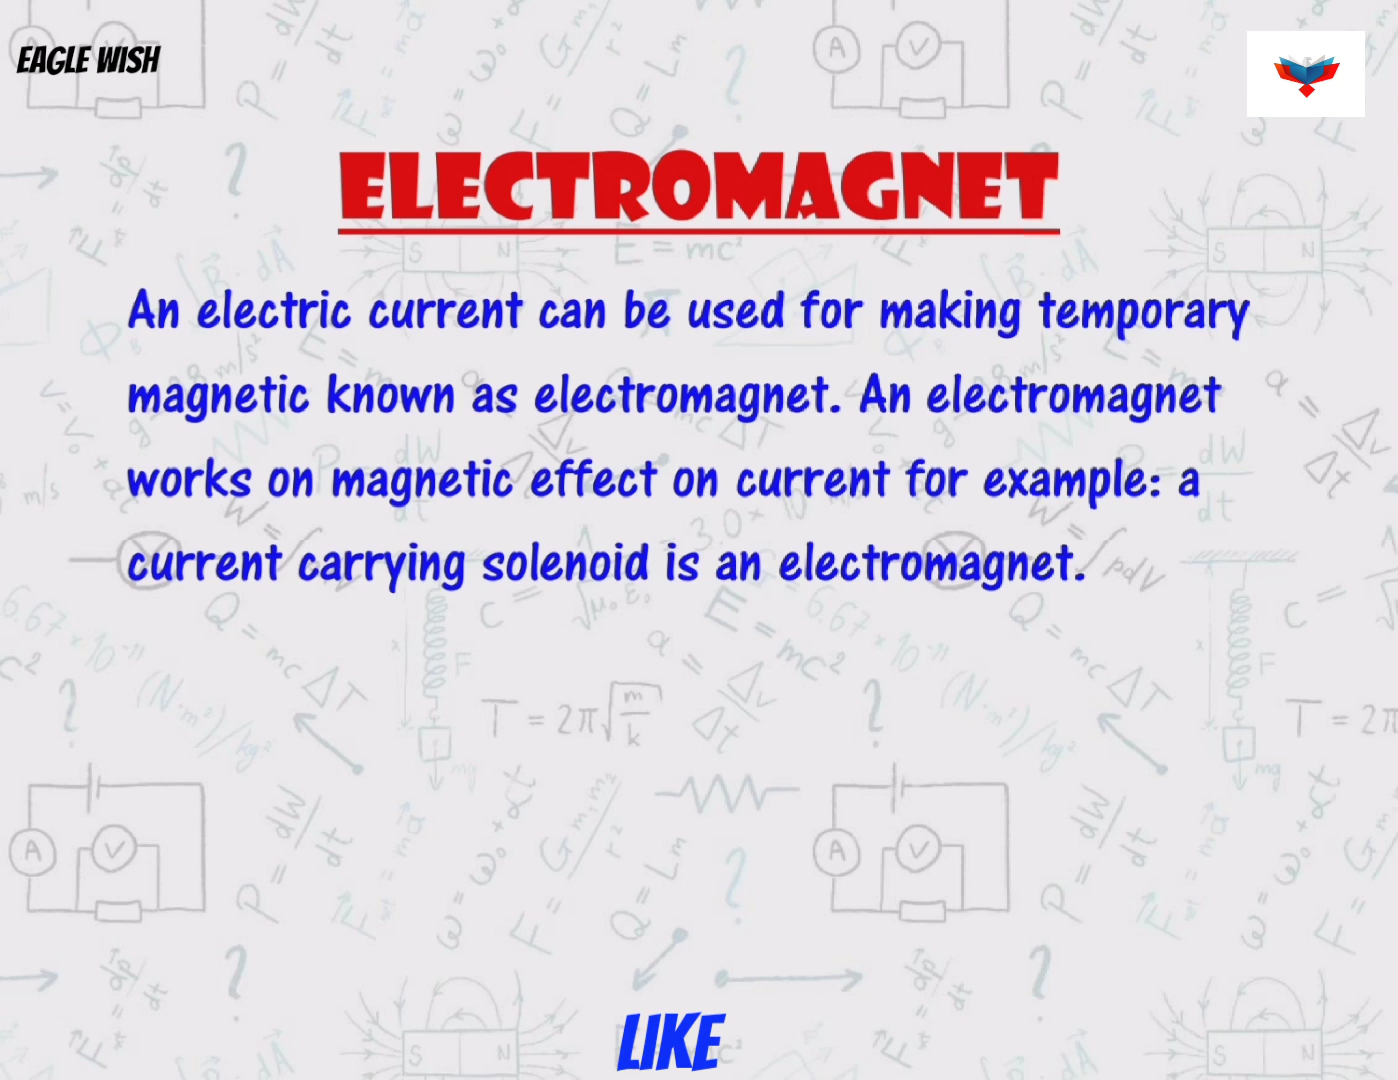 EAGLE WISH
ELECTROMAGNET
An electric current can be used for making temporary
magnetic known as electromagnet. An electromagnet
works on magnetic effect on current for example: a
current carrying solenoid is an electromagnet.
LIKE